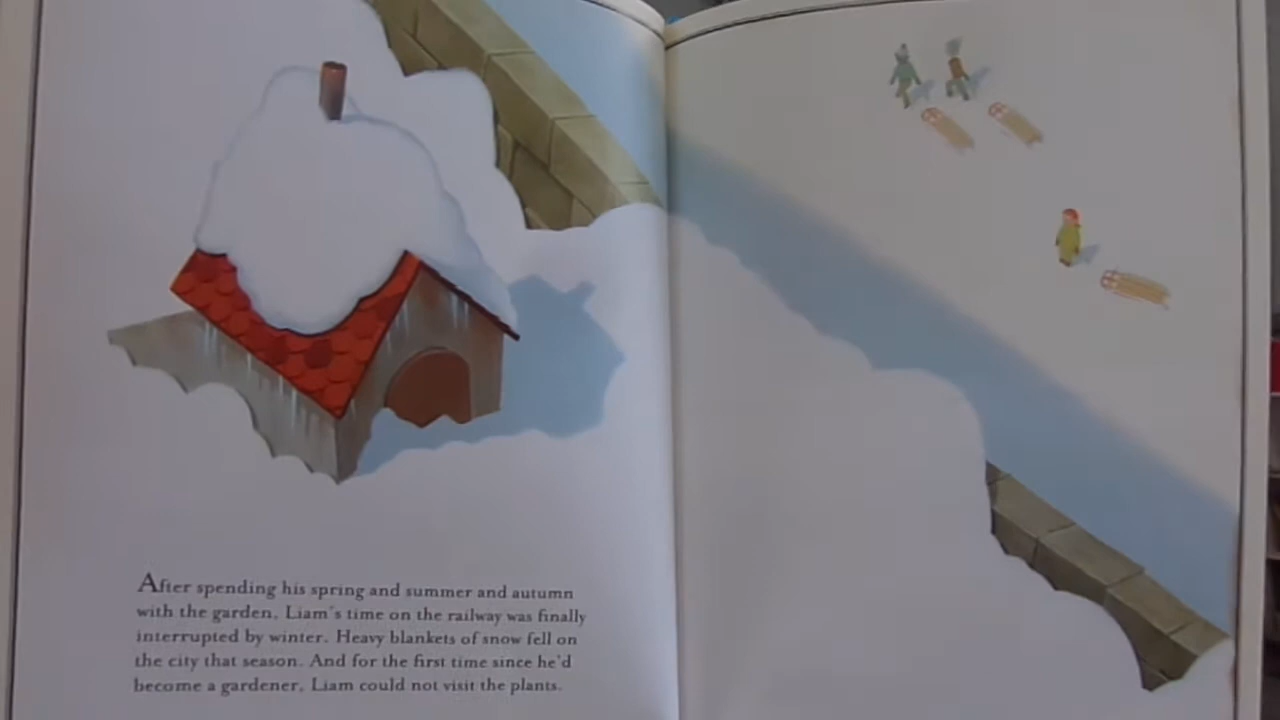 After spending his spring and summer and autumn
with the garden, Liam's time on the railway was finally
interrupted by winter. Heavy blankets of snow fell on
the city that season. And for the first time since he'd
become a gardener, Liam could not visit the plants.